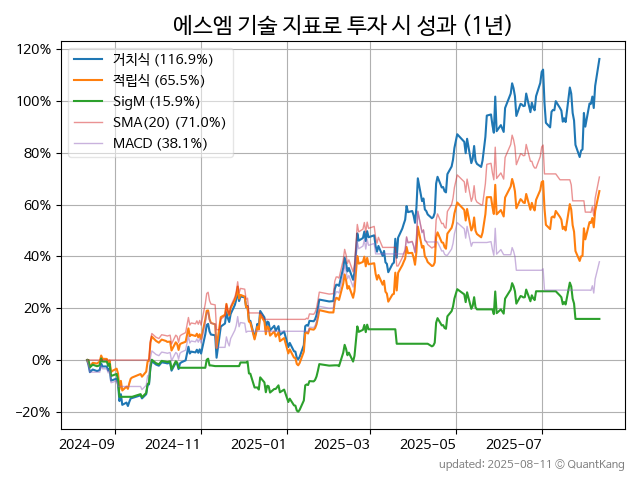 에스엠 기술 지표로 투자 시 성과 (1년)
120%
100%
80%
60%
40%
20%
0%
−20%
거치식 (116.9%)
적립식 (65.5%)
SigM (15.9%)
SMA(20) (71.0%)
MACD (38.1%)
2024−09
2024−11
2025−01
2025−03
2025−05
2025−07
updated: 2025-08-11 © QuantKang